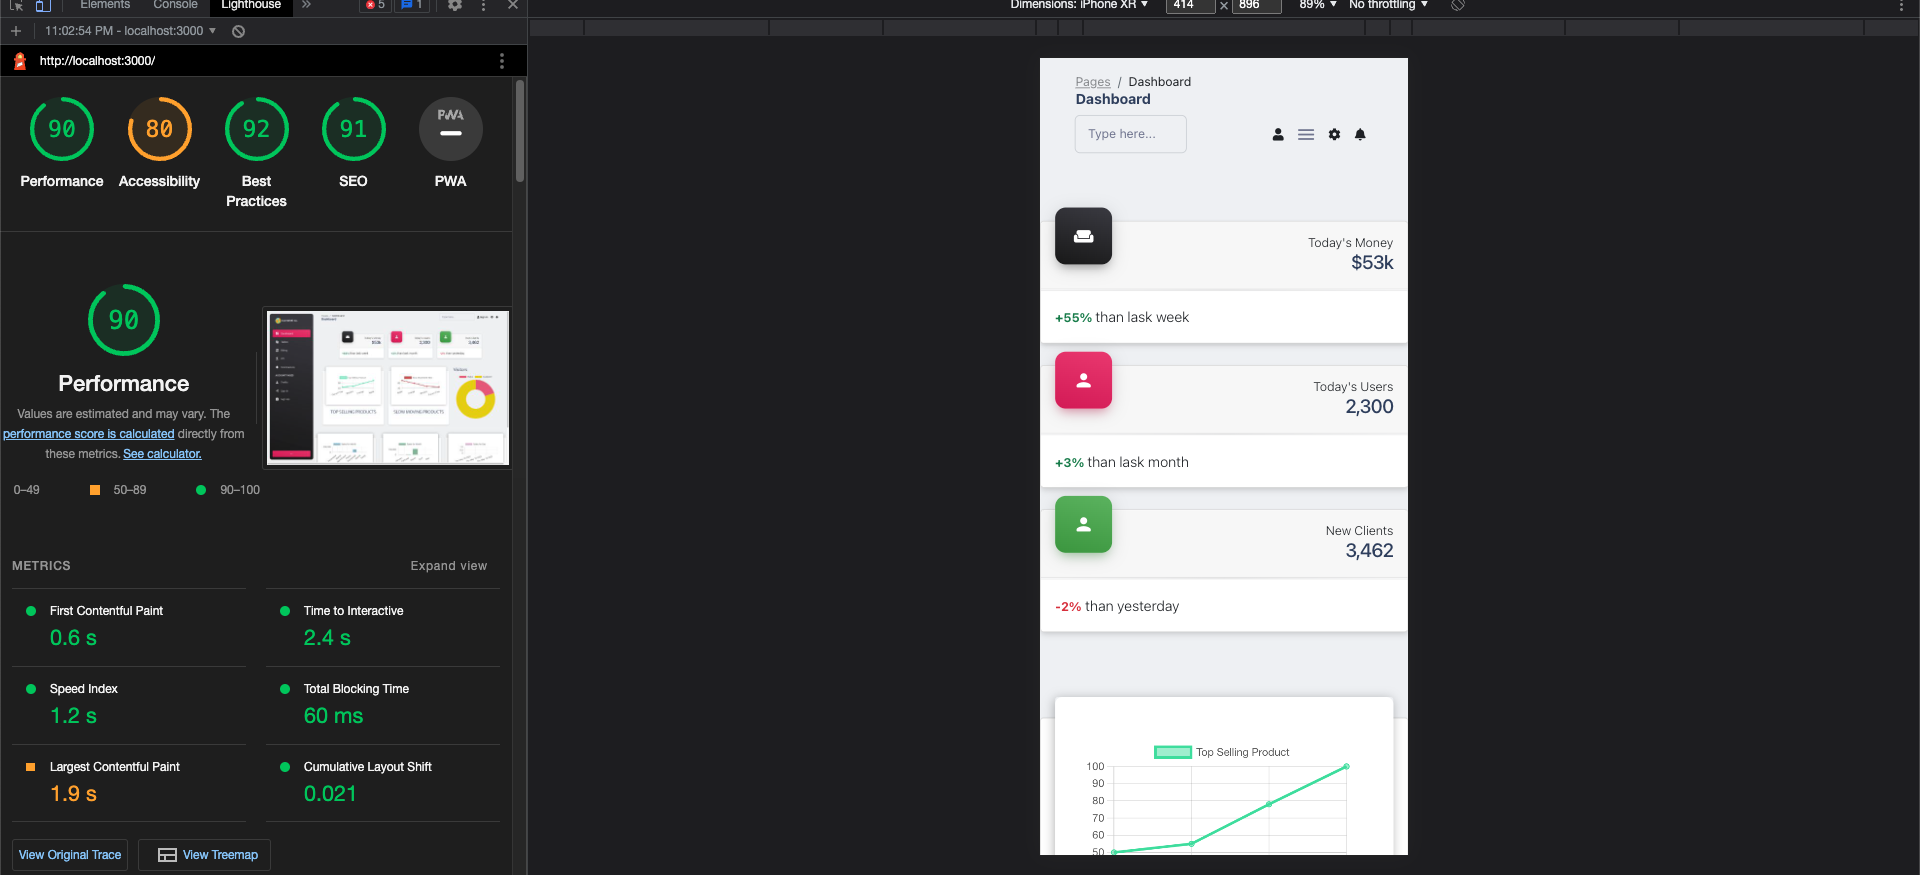 Elements Console Lighthouse » 5 1
11:02:54 PM - localhost:3000
http://localhost:3000/
90
80
92
91
PWA
Performance
Accessibility
Best Practices
SEO
PWA
90
Performance
Values are estimated and may vary. The
performance score is calculated directly from
these metrics. See calculator.
0–49
50–89
90–100
METRICS
Expand view
First Contentful Paint
0.6 s
Time to Interactive
2.4 s
Speed Index
1.2 s
Total Blocking Time
60 ms
Largest Contentful Paint
1.9 s
Cumulative Layout Shift
0.021
View Original Trace
View Treemap
Dimensions: iPhone XR 414 × 896 89% No throttling
Pages / Dashboard
Dashboard
Type here...
Today's Money
$53k
+55% than lask week
Today's Users
2,300
+3% than lask month
New Clients
3,462
-2% than yesterday
Top Selling Product
100
90
80
70
60
50
TOP SELLING PRODUCTS
SLOW MOVING PRODUCTS